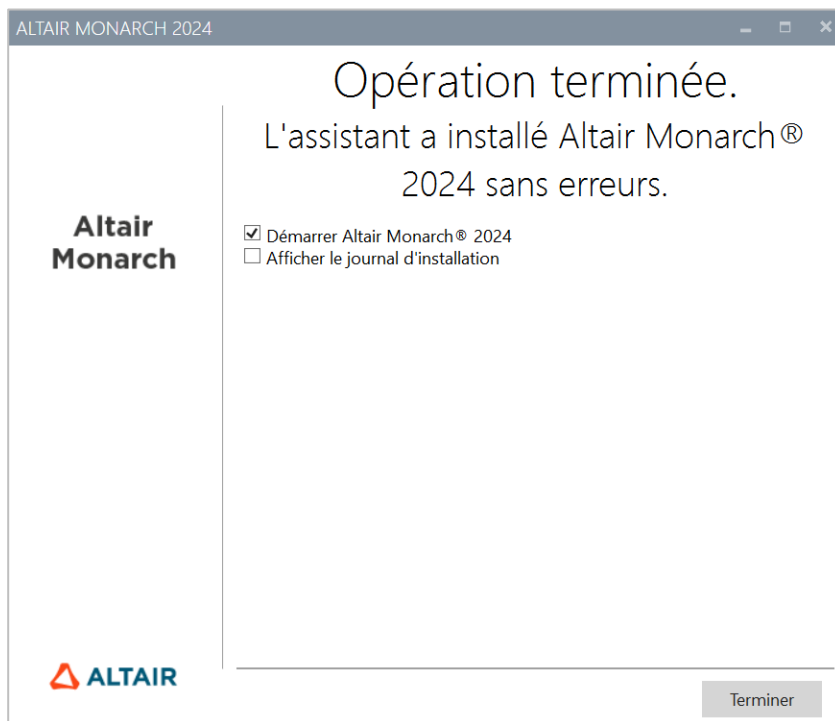 ALTAIR MONARCH 2024
Opération terminée.
L'assistant a installé Altair Monarch®
2024 sans erreurs.
Altair
Monarch
Démarrer Altair Monarch® 2024
Afficher le journal d'installation
ALTAIR
Terminer